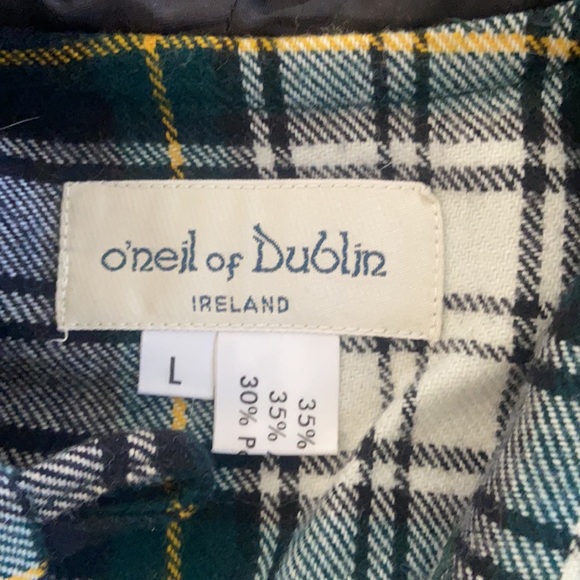 o'neil of Dublin
IRELAND
L
35%
35%
30% P